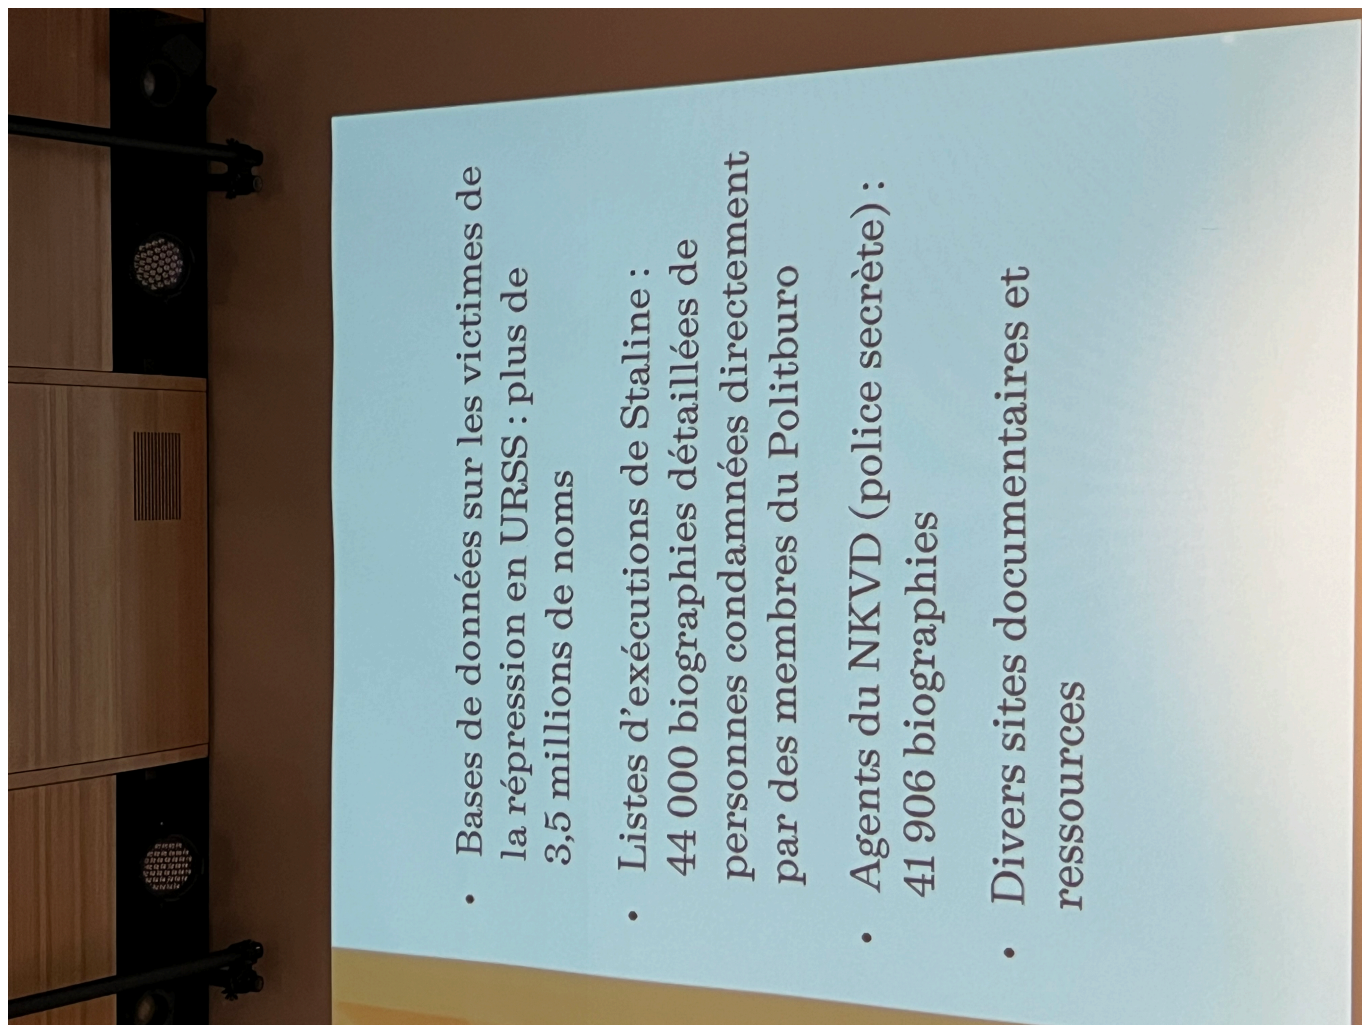 • Bases de données sur les victimes de
la répression en URSS : plus de
3,5 millions de noms
• Listes d'exécutions de Staline :
44 000 biographies détaillées de
personnes condamnées directement
par des membres du Politburo
• Agents du NKVD (police secrète) :
41 906 biographies
• Divers sites documentaires et
ressources